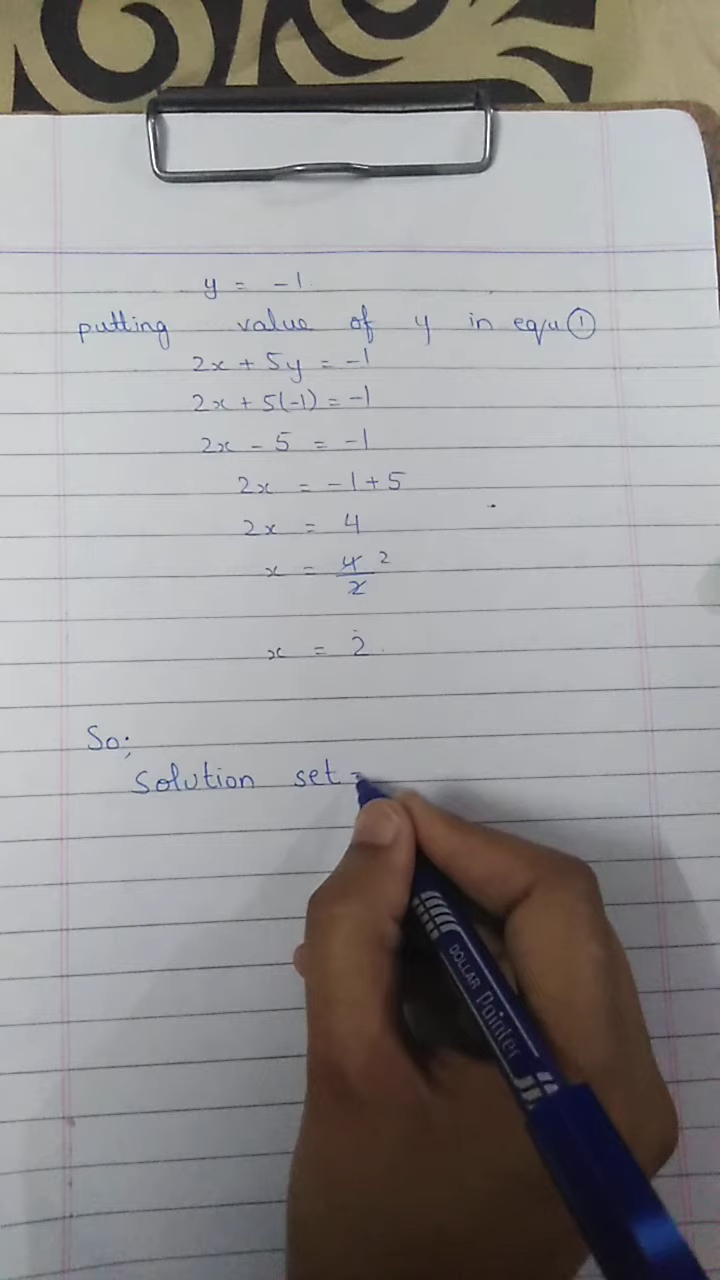 y = -1
putting value of y in equ ①
2x + 5y = -1
2x + 5(-1) = -1
2x - 5 = -1
2x = -1 + 5
2x = 4
x = 4/2 2
x = 2
So;
Solution set =
DOLLAR Pointer